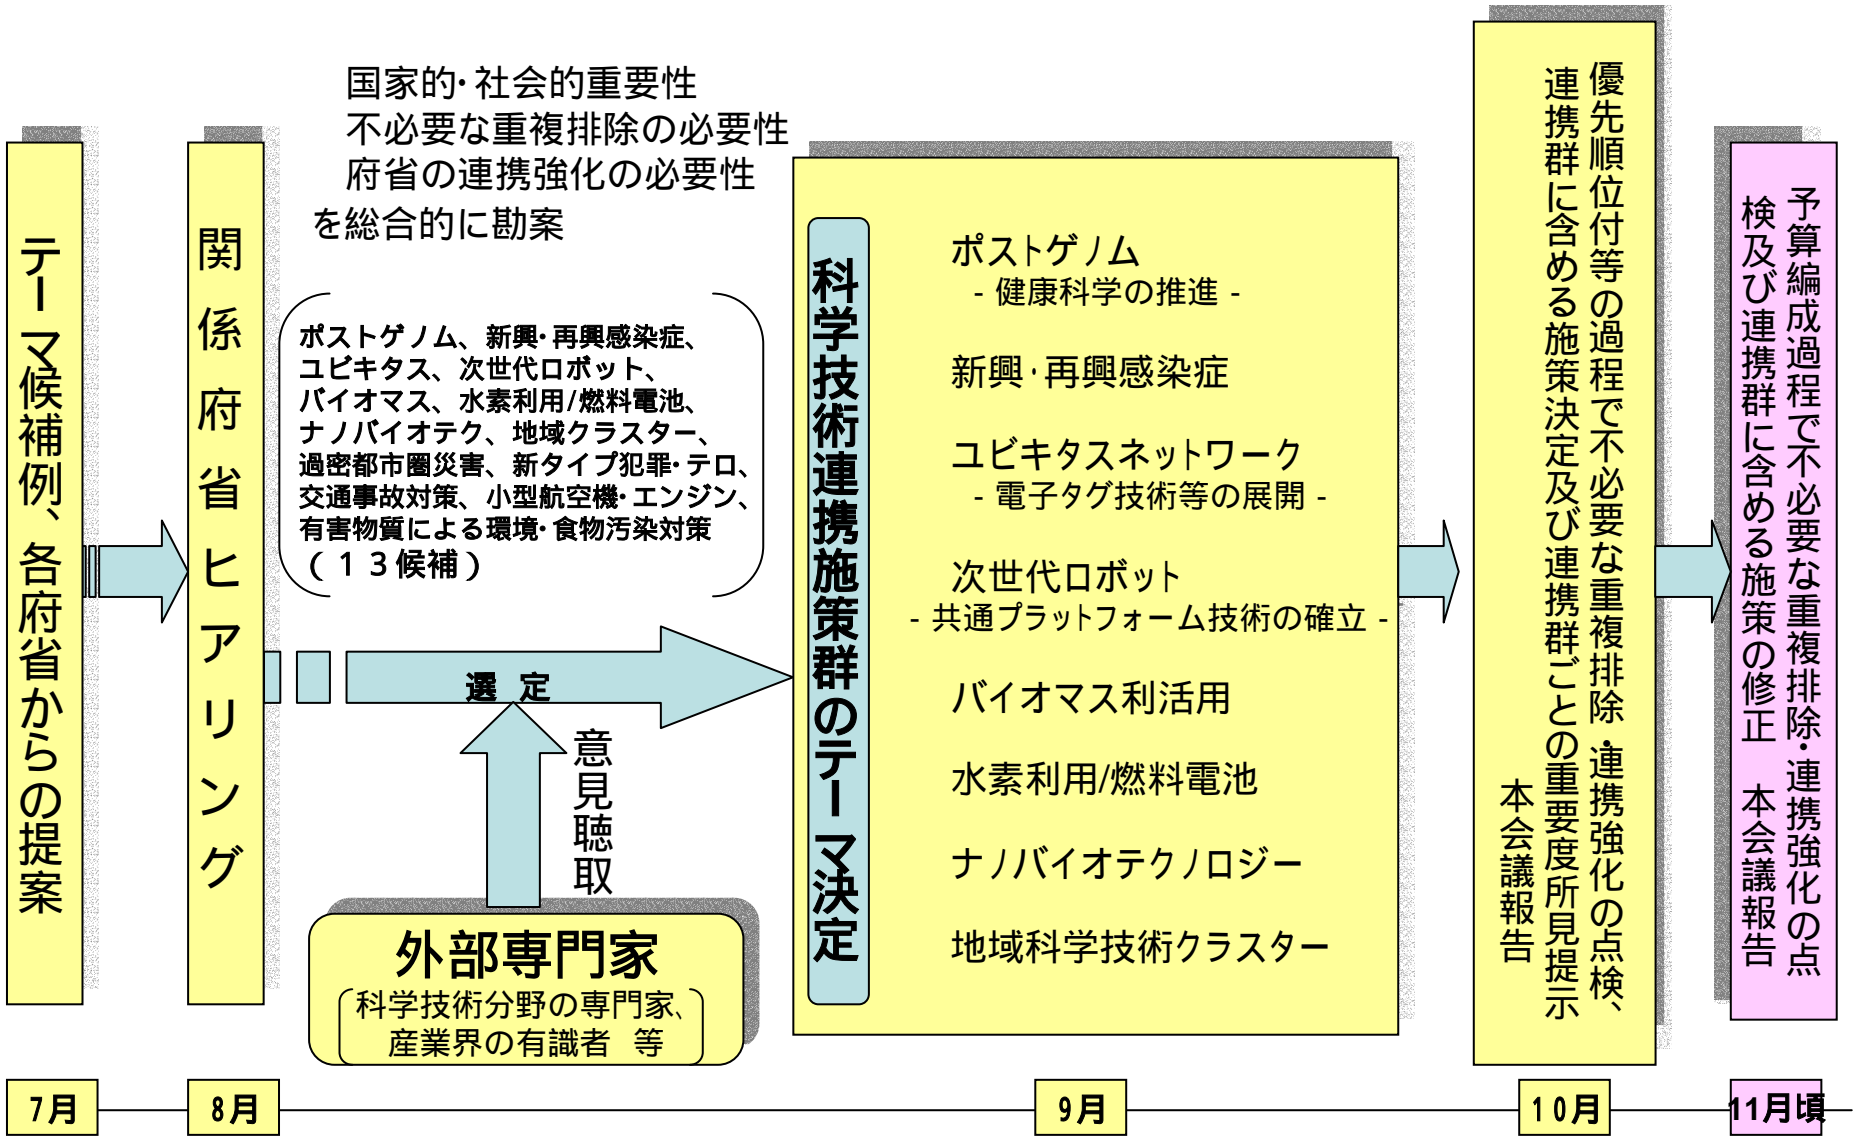 テーマ候補例、各府省からの提案
関係府省ヒアリング
国家的・社会的重要性
不必要な重複排除の必要性
府省の連携強化の必要性
を総合的に勘案
ポストゲノム、新興・再興感染症、
ユビキタス、次世代ロボット、
バイオマス、水素利用/燃料電池、
ナノバイオテク、地域クラスター、
過密都市圏災害、新タイプ犯罪・テロ、
交通事故対策、小型航空機・エンジン、
有害物質による環境・食物汚染対策
(13候補)
選 定
意見聴取
外部専門家
科学技術分野の専門家、
産業界の有識者 等
科学技術連携施策群のテーマ決定
ポストゲノム
- 健康科学の推進 -
新興・再興感染症
ユビキタスネットワーク
- 電子タグ技術等の展開 -
次世代ロボット
- 共通プラットフォーム技術の確立 -
バイオマス利活用
水素利用/燃料電池
ナノバイオテクノロジー
地域科学技術クラスター
優先順位付等の過程で不必要な重複排除・連携強化の点検、
連携群に含める施策決定及び連携群ごとの重要度所見提示
本会議報告
予算編成過程で不必要な重複排除・連携強化の点
検及び連携群に含める施策の修正 本会議報告
7月
8月
9月
10月
11月頃